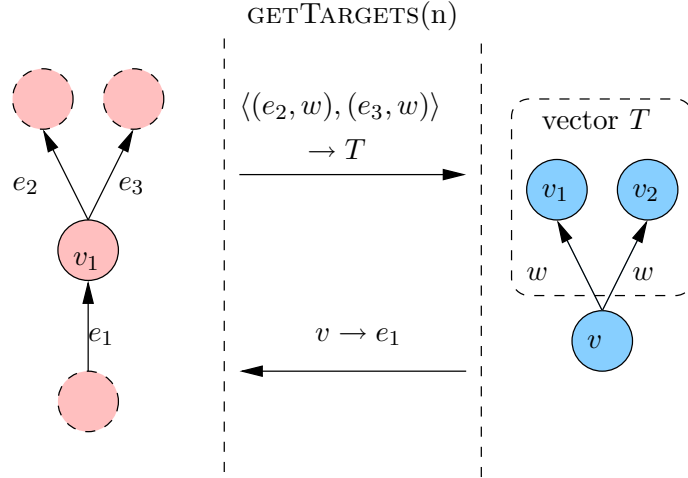 GETTARGETS(n)
⟨(e₂, w), (e₃, w)⟩
→ T
vector T
e₂
e₃
v₁
v₂
v₁
w
w
e₁
v → e₁
v